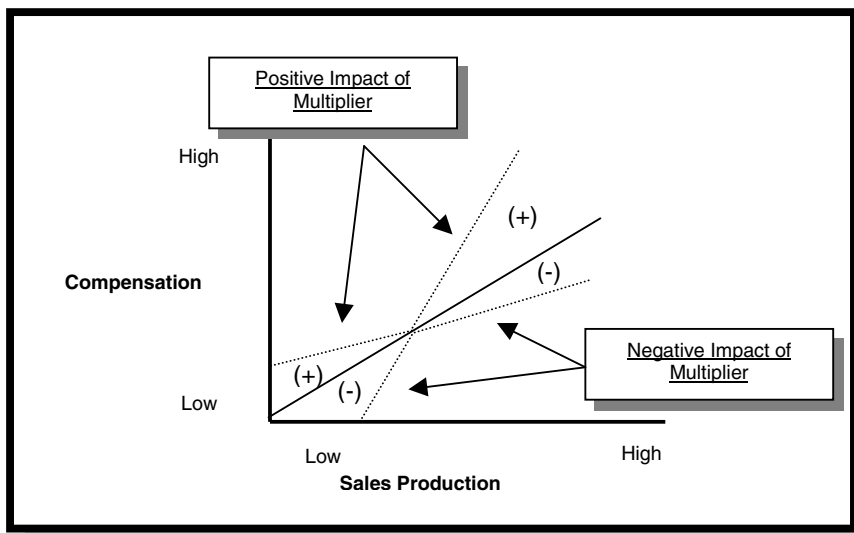 Positive Impact of
Multiplier
High
(+)
(-)
Compensation
Negative Impact of
Multiplier
(+)
(-)
Low
Low
High
Sales Production